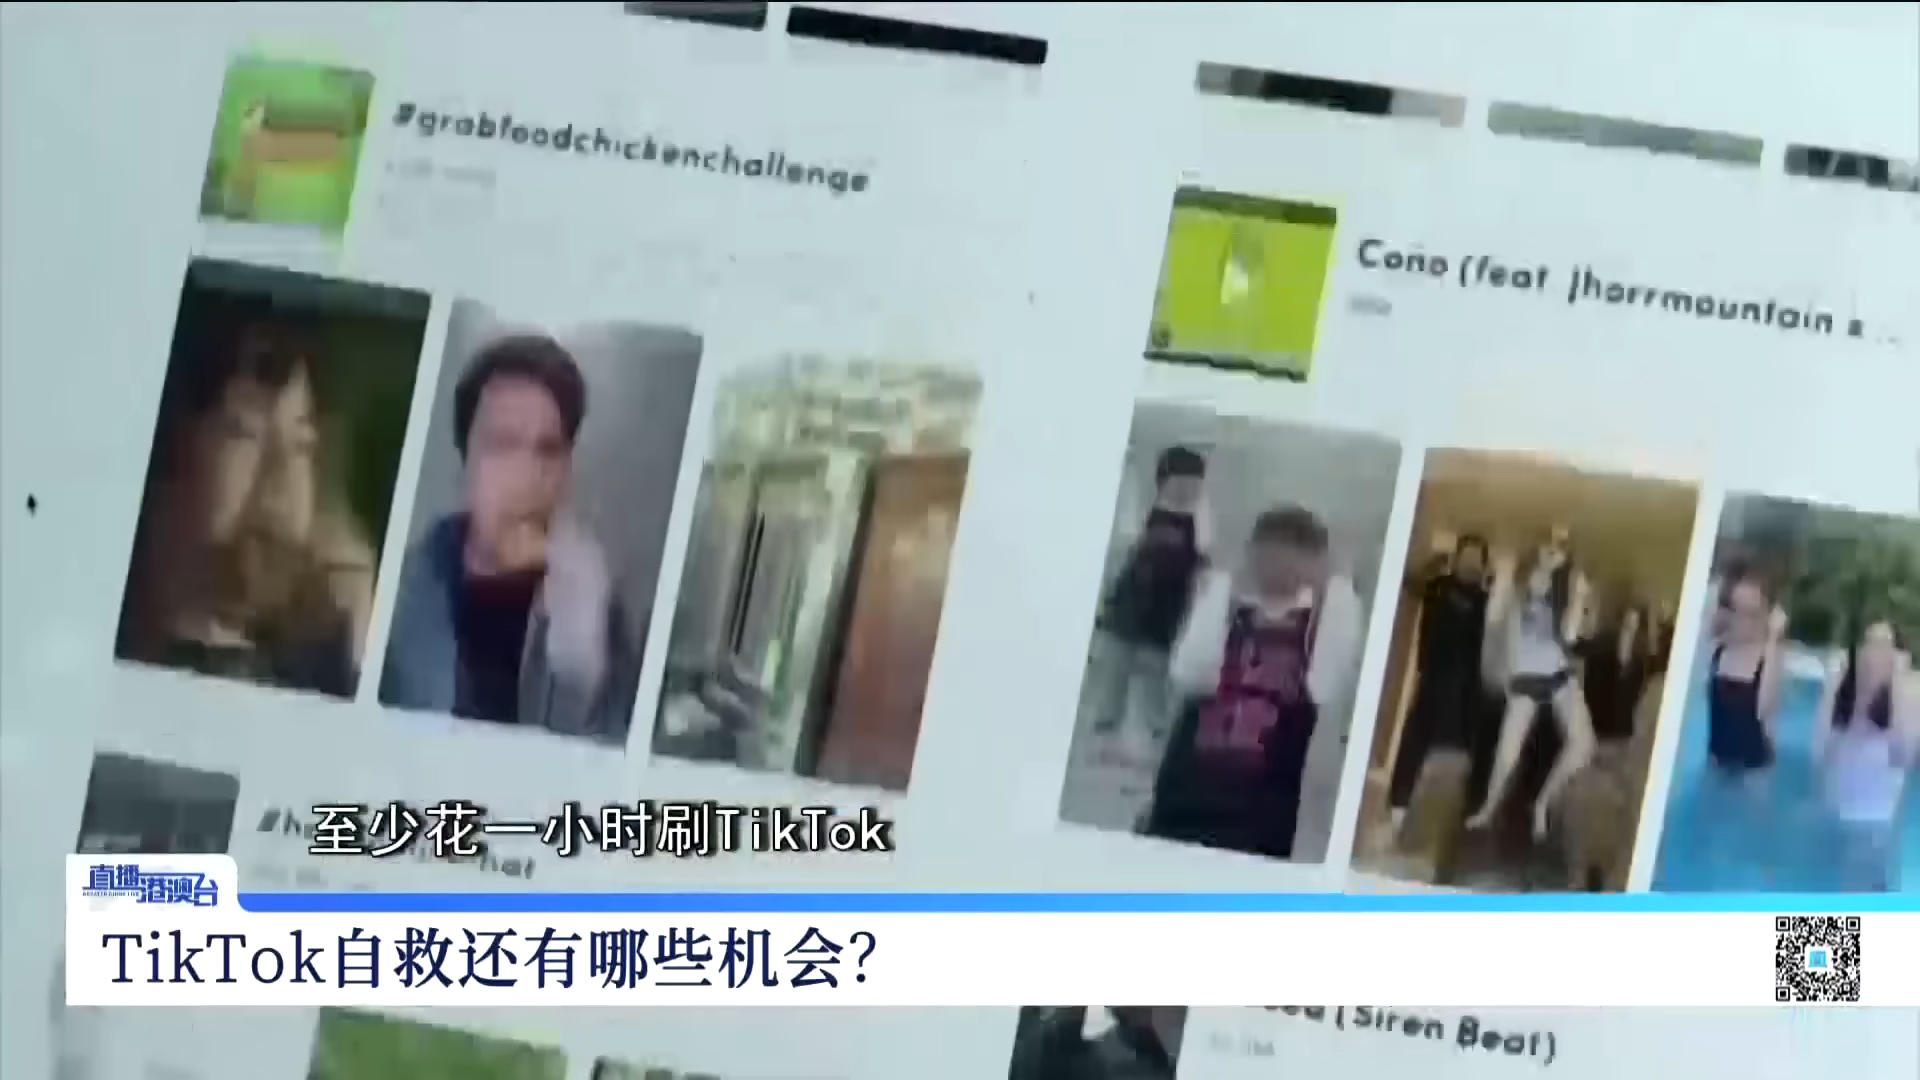 #grabfoodchickenchallenge
Coño (feat jhorrmountain x ...
至少花一小时刷TikTok
直播港澳台
TikTok自救还有哪些机会?
(Siren Beat)